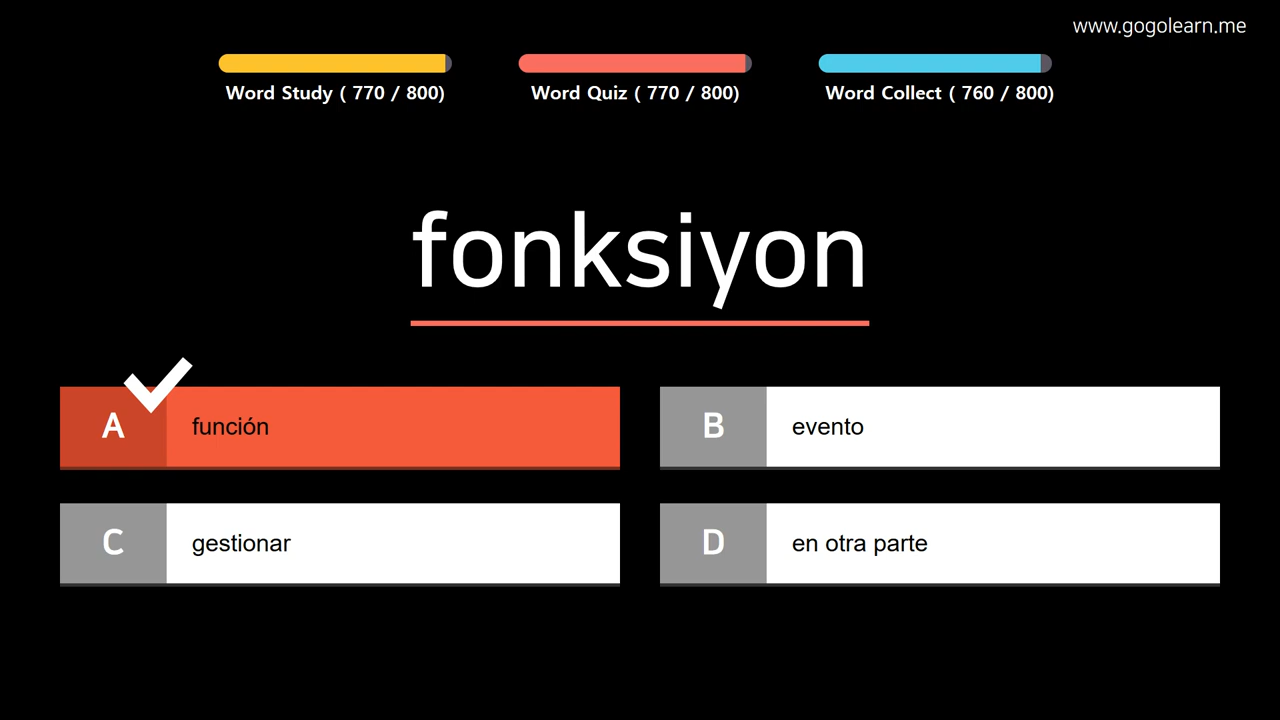 www.gogolearn.me
Word Study ( 770 / 800)
Word Quiz ( 770 / 800)
Word Collect ( 760 / 800)
fonksiyon
A función
B evento
C gestionar
D en otra parte